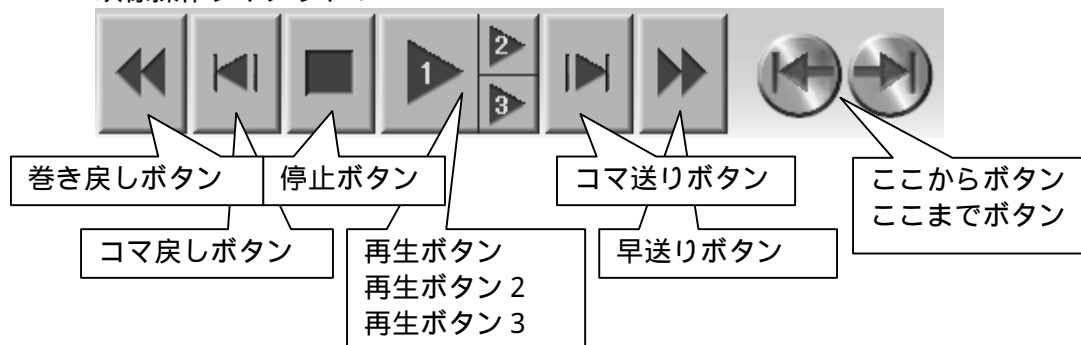 1
2
3
巻き戻しボタン
停止ボタン
コマ送りボタン
ここからボタン
ここまでボタン
コマ戻しボタン
再生ボタン
再生ボタン 2
再生ボタン 3
早送りボタン